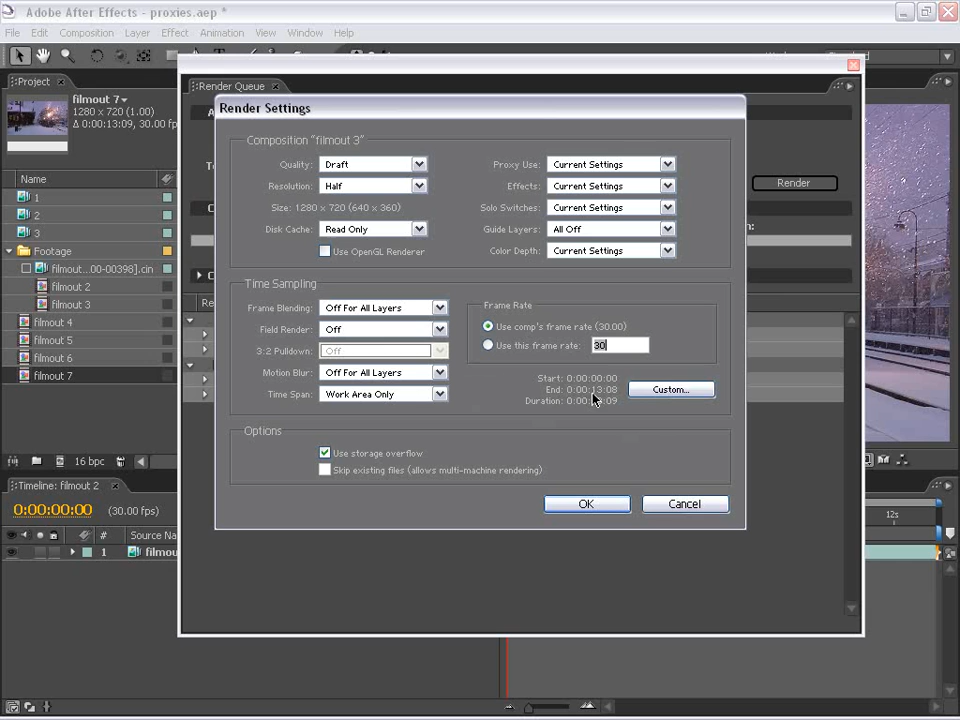 Adobe After Effects - proxies.aep *
File Edit Composition Layer Effect Animation View Window Help
Project
Render Queue
filmout 7
1280 x 720 (1.00)
Δ 0:00:13:09, 30.00 fps
Render
Name
1
2
3
Footage
filmout...00-00398].cin
filmout 2
filmout 3
filmout 4
filmout 5
filmout 6
filmout 7
16 bpc
Render Settings
Composition "filmout 3"
Quality: Draft
Proxy Use: Current Settings
Resolution: Half
Effects: Current Settings
Size: 1280 x 720 (640 x 360)
Solo Switches: Current Settings
Disk Cache: Read Only
Guide Layers: All Off
Use OpenGL Renderer
Color Depth: Current Settings
Time Sampling
Frame Blending: Off For All Layers
Field Render: Off
3:2 Pulldown: Off
Motion Blur: Off For All Layers
Time Span: Work Area Only
Frame Rate
Use comp's frame rate (30.00)
Use this frame rate: 30
Start: 0:00:00:00
End: 0:00:13:08
Duration:
Custom...
Options
Use storage overflow
Skip existing files (allows multi-machine rendering)
OK Cancel
Timeline: filmout 2
0:00:00:00 (30.00 fps)
12s
# Source Na
1 filmou